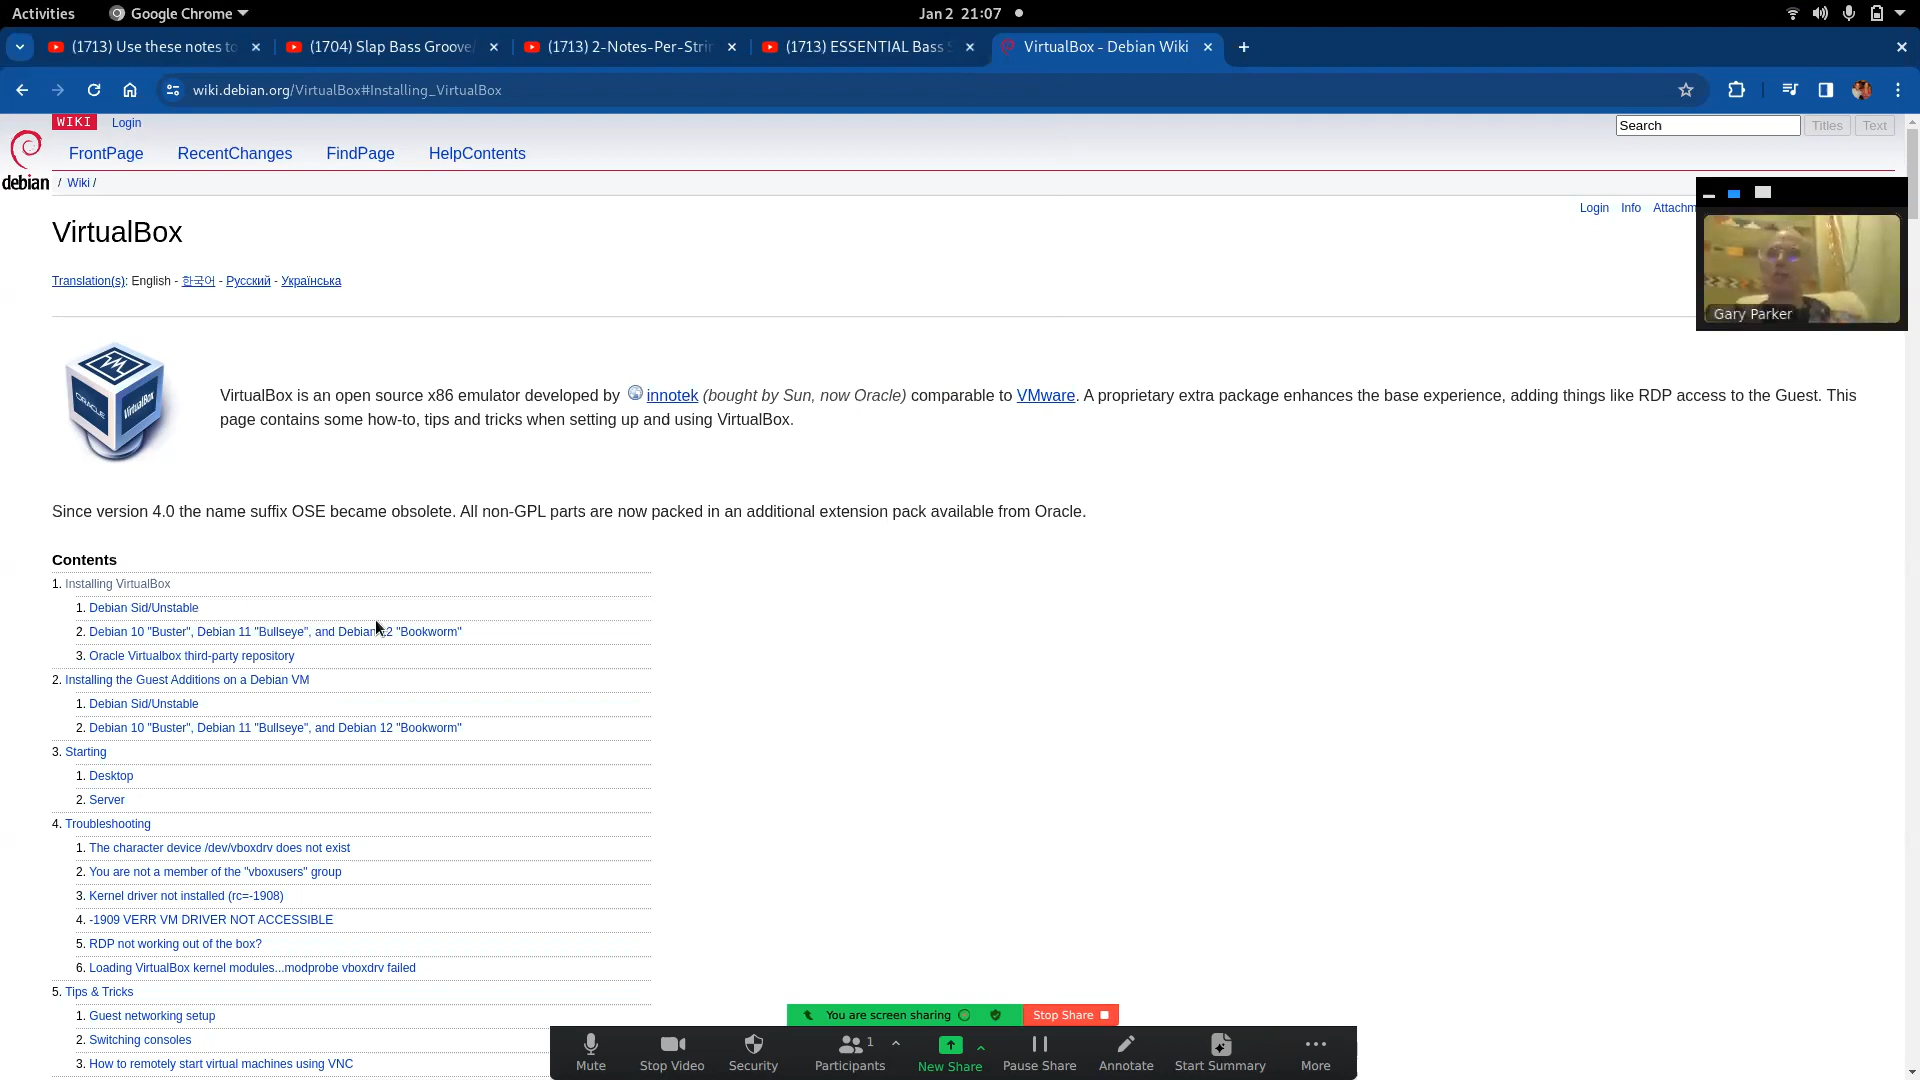 Activities
Google Chrome
Jan 2 21:07
(1713) Use these notes to
(1704) Slap Bass Groove
(1713) 2-Notes-Per-Strin
(1713) ESSENTIAL Bass S
VirtualBox - Debian Wiki
wiki.debian.org/VirtualBox#Installing_VirtualBox
WIKI
Login
Search
Titles
Text
FrontPage
RecentChanges
FindPage
HelpContents
debian
/ Wiki /
Login
Info
Attachm
VirtualBox
Translation(s): English - 한국어 - Русский - Українська
Gary Parker
ORACLE
VirtualBox
VirtualBox is an open source x86 emulator developed by innotek (bought by Sun, now Oracle) comparable to VMware. A proprietary extra package enhances the base experience, adding things like RDP access to the Guest. This
page contains some how-to, tips and tricks when setting up and using VirtualBox.
Since version 4.0 the name suffix OSE became obsolete. All non-GPL parts are now packed in an additional extension pack available from Oracle.
Contents
1. Installing VirtualBox
1. Debian Sid/Unstable
2. Debian 10 "Buster", Debian 11 "Bullseye", and Debian 12 "Bookworm"
3. Oracle Virtualbox third-party repository
2. Installing the Guest Additions on a Debian VM
1. Debian Sid/Unstable
2. Debian 10 "Buster", Debian 11 "Bullseye", and Debian 12 "Bookworm"
3. Starting
1. Desktop
2. Server
4. Troubleshooting
1. The character device /dev/vboxdrv does not exist
2. You are not a member of the "vboxusers" group
3. Kernel driver not installed (rc=-1908)
4. -1909 VERR VM DRIVER NOT ACCESSIBLE
5. RDP not working out of the box?
6. Loading VirtualBox kernel modules...modprobe vboxdrv failed
5. Tips & Tricks
1. Guest networking setup
2. Switching consoles
3. How to remotely start virtual machines using VNC
You are screen sharing
Stop Share
Mute
Stop Video
Security
Participants
1
New Share
Pause Share
Annotate
Start Summary
More